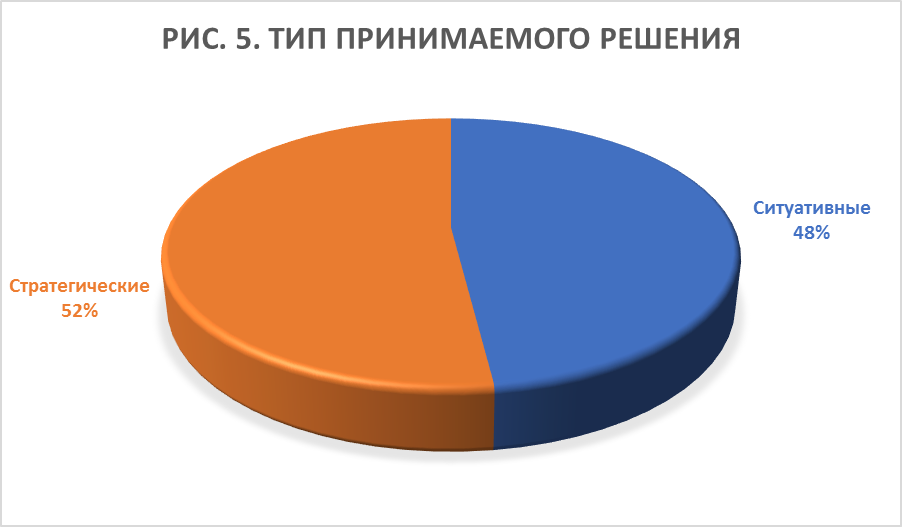 РИС. 5. ТИП ПРИНИМАЕМОГО РЕШЕНИЯ
Ситуативные
48%
Стратегические
52%